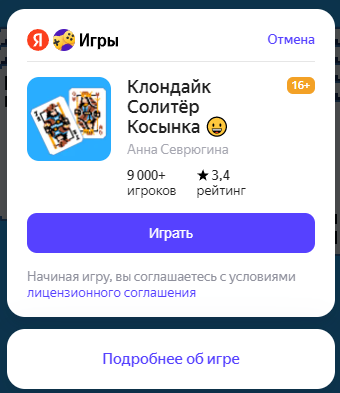 Я Игры
Отмена
Клондайк
Солитёр
Косынка 😀
16+
Анна Севрюгина
9 000+
игроков
★ 3,4
рейтинг
Играть
Начиная игру, вы соглашаетесь с условиями
лицензионного соглашения
Подробнее об игре